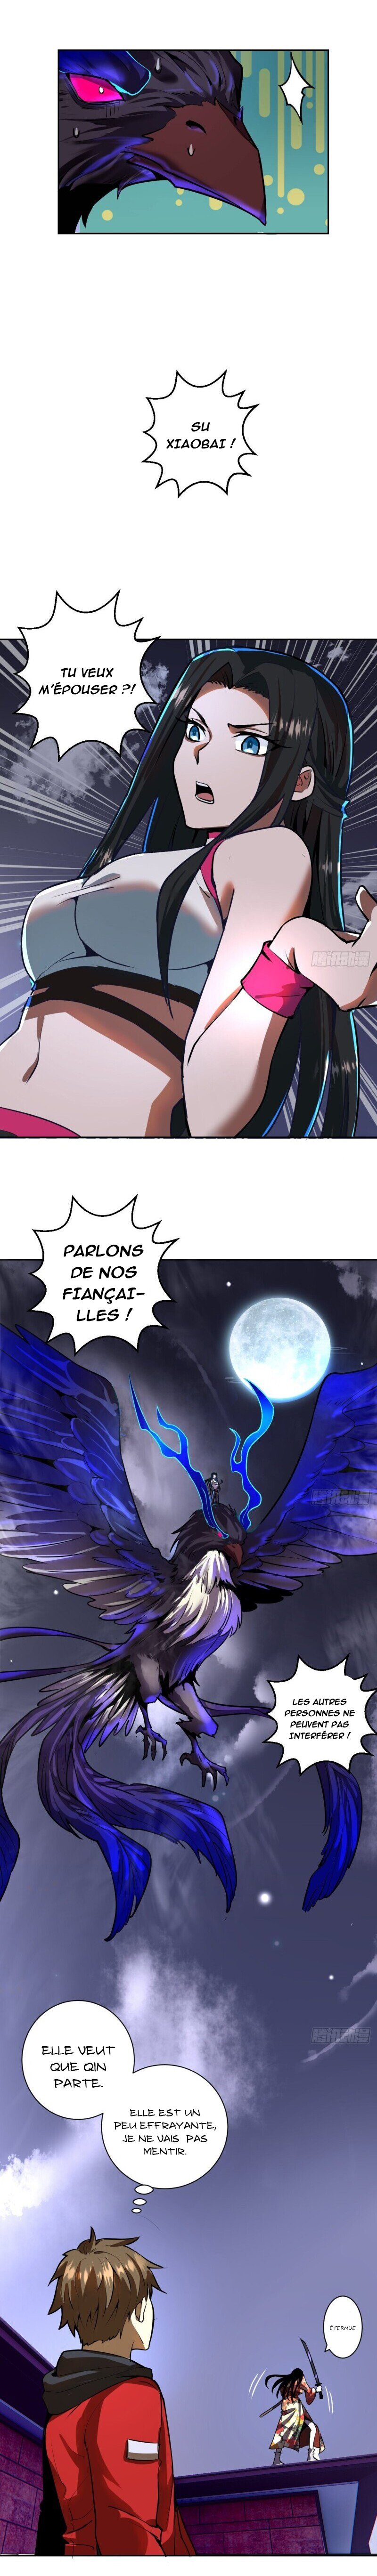 SU
XIAOBAI !
TU VEUX
M'ÉPOUSER ?!
PARLONS
DE NOS
FIANÇAI-
LLES !
LES AUTRES
PERSONNES NE
PEUVENT PAS
INTERFÉRER !
ELLE VEUT
QUE QIN
PARTE.
ELLE EST UN
PEU EFFRAYANTE,
JE NE VAIS PAS
MENTIR.
ÉTERNUE